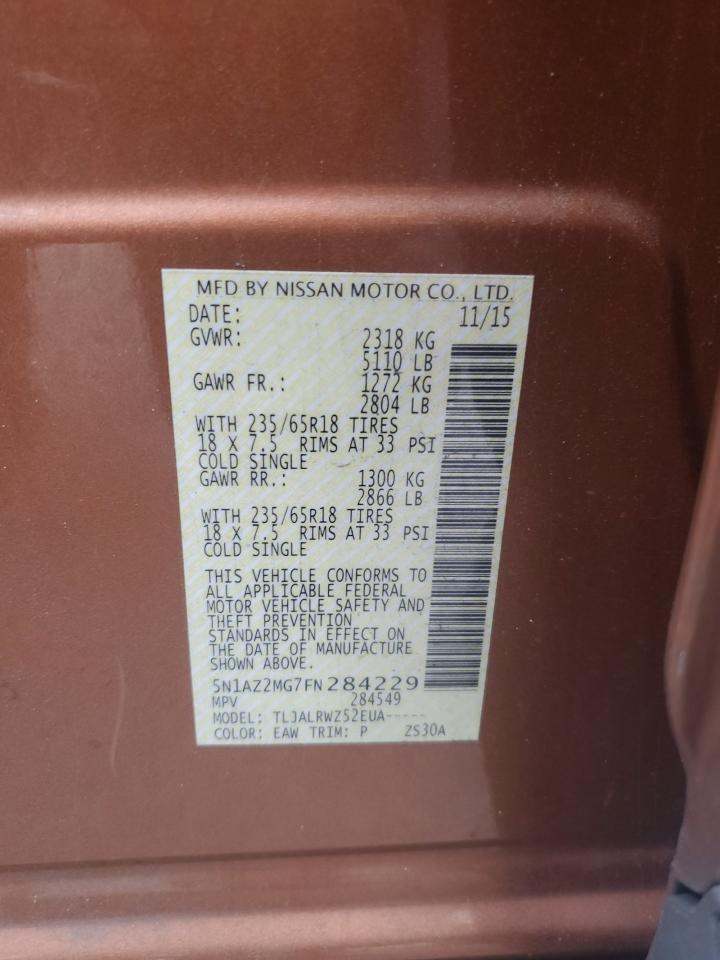 MFD BY NISSAN MOTOR CO., LTD.
DATE: 11/15
GVWR: 2318 KG
5110 LB
GAWR FR.: 1272 KG
2804 LB
WITH 235/65R18 TIRES
18 X 7.5 RIMS AT 33 PSI
COLD SINGLE
GAWR RR.: 1300 KG
2866 LB
WITH 235/65R18 TIRES
18 X 7.5 RIMS AT 33 PSI
COLD SINGLE
THIS VEHICLE CONFORMS TO
ALL APPLICABLE FEDERAL
MOTOR VEHICLE SAFETY AND
THEFT PREVENTION
STANDARDS IN EFFECT ON
THE DATE OF MANUFACTURE
SHOWN ABOVE.
5N1AZ2MG7FN284229
MPV 284549
MODEL: TLJALRWZ52EUA-----
COLOR: EAW TRIM: P ZS30A